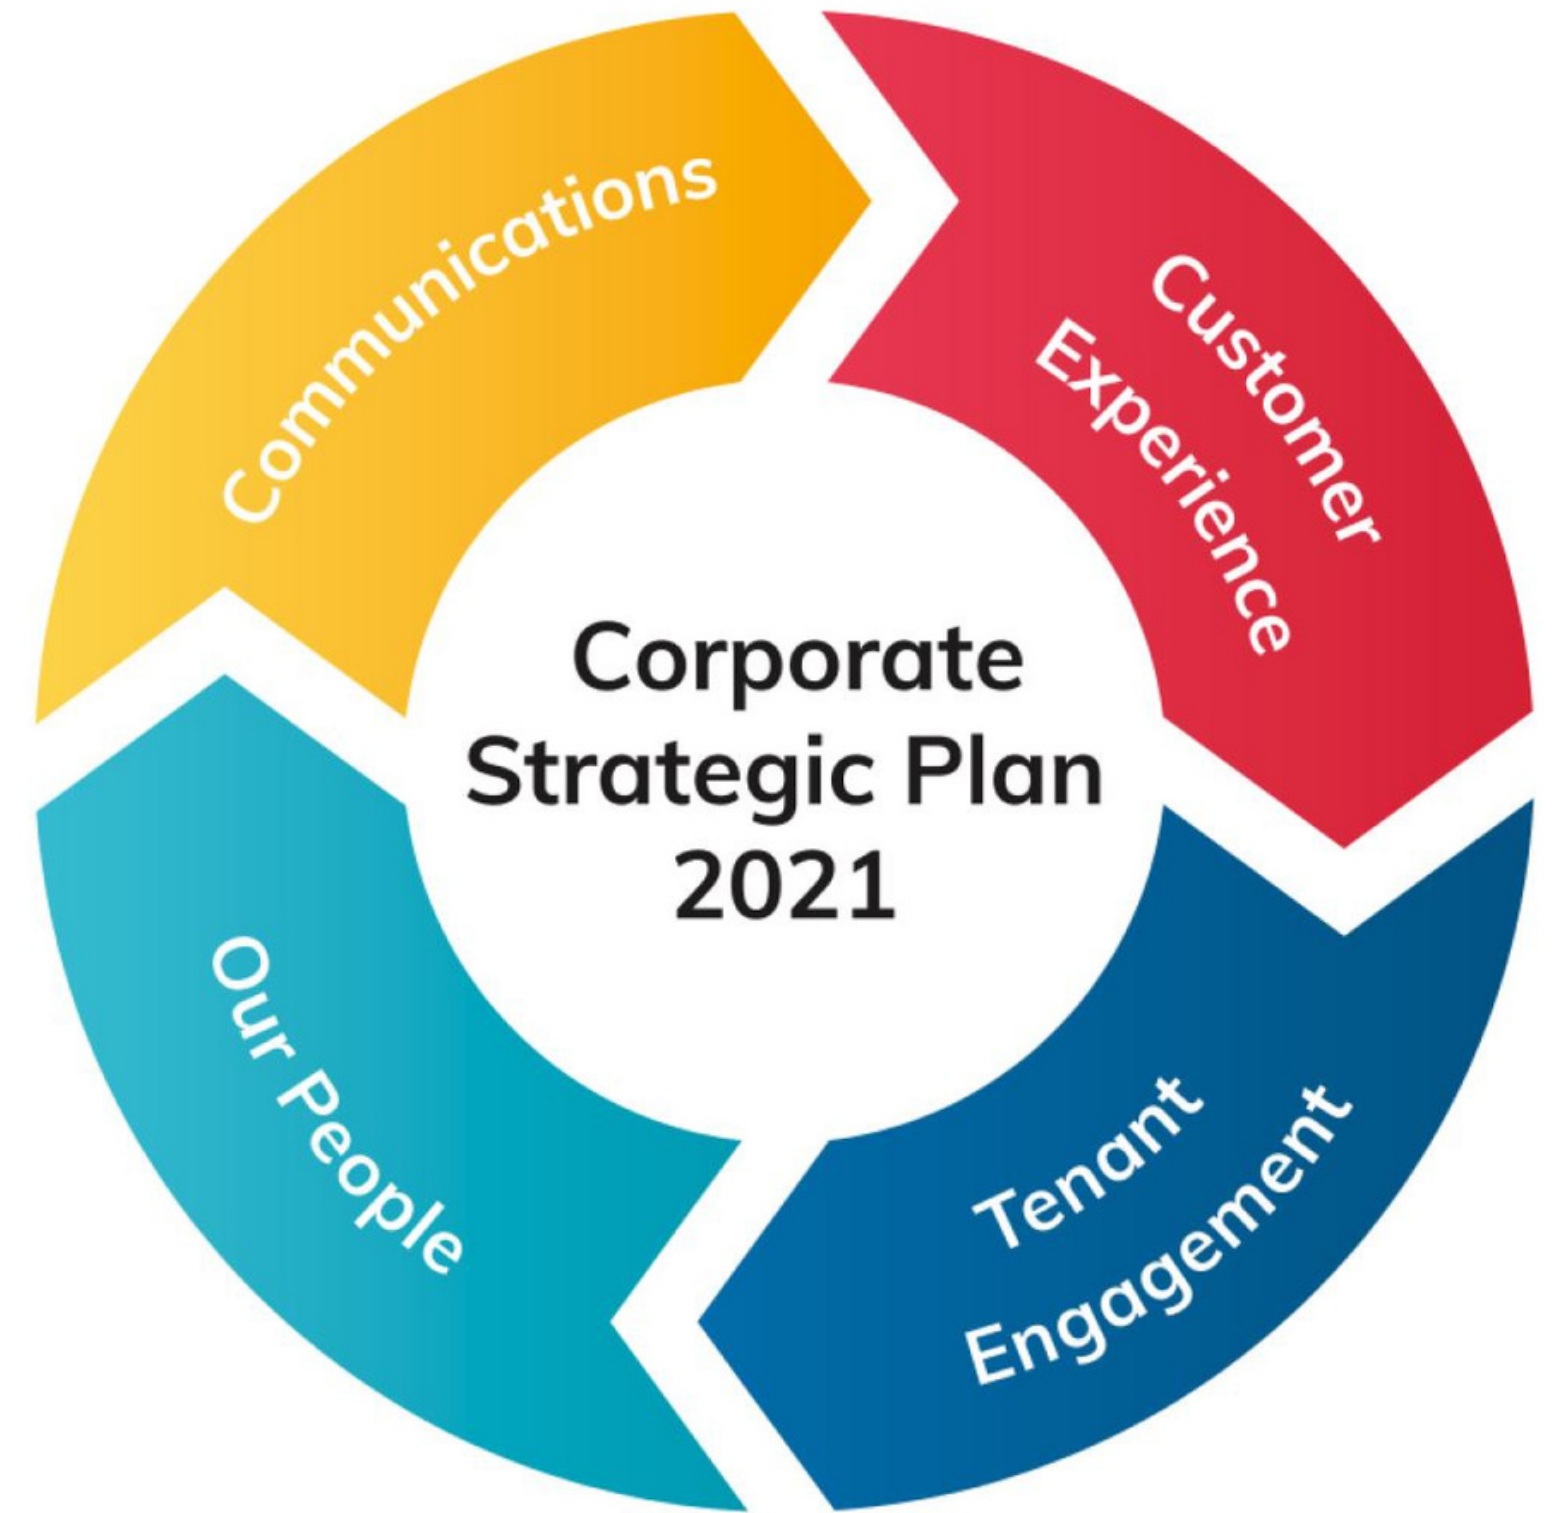 Communications
Customer
Experience
Corporate
Strategic Plan
2021
Our People
Tenant
Engagement